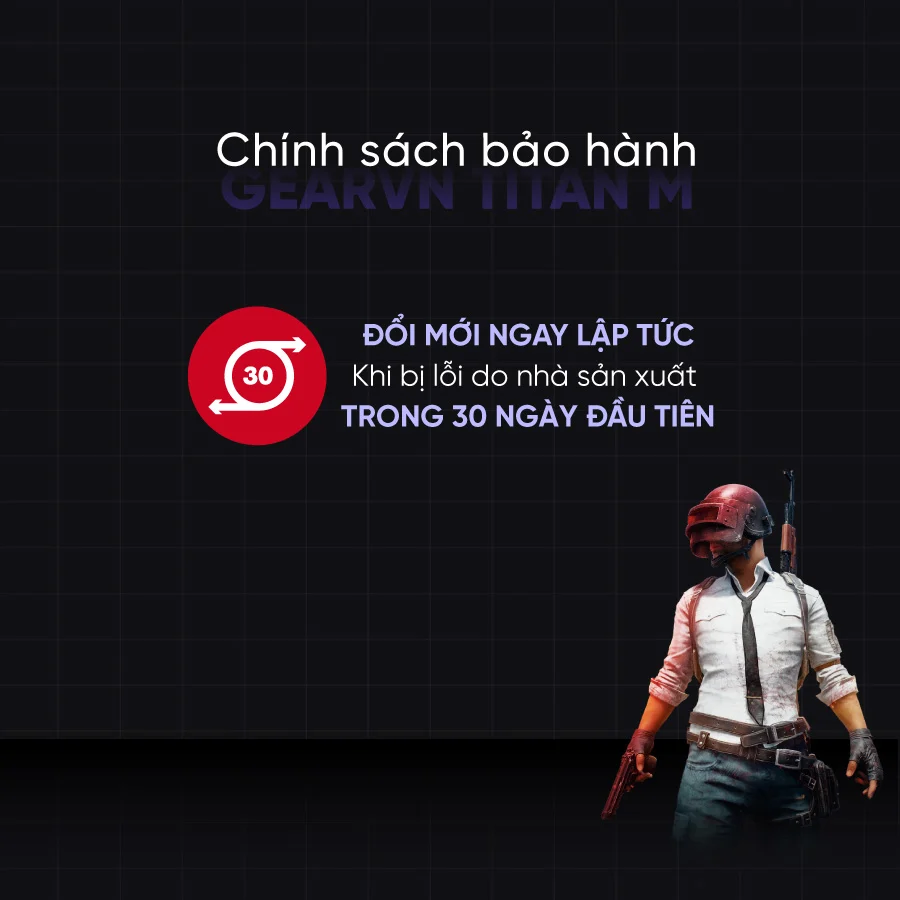 Chính sách bảo hành
GEARVN TITAN M
30
ĐỔI MỚI NGAY LẬP TỨC
Khi bị lỗi do nhà sản xuất
TRONG 30 NGÀY ĐẦU TIÊN